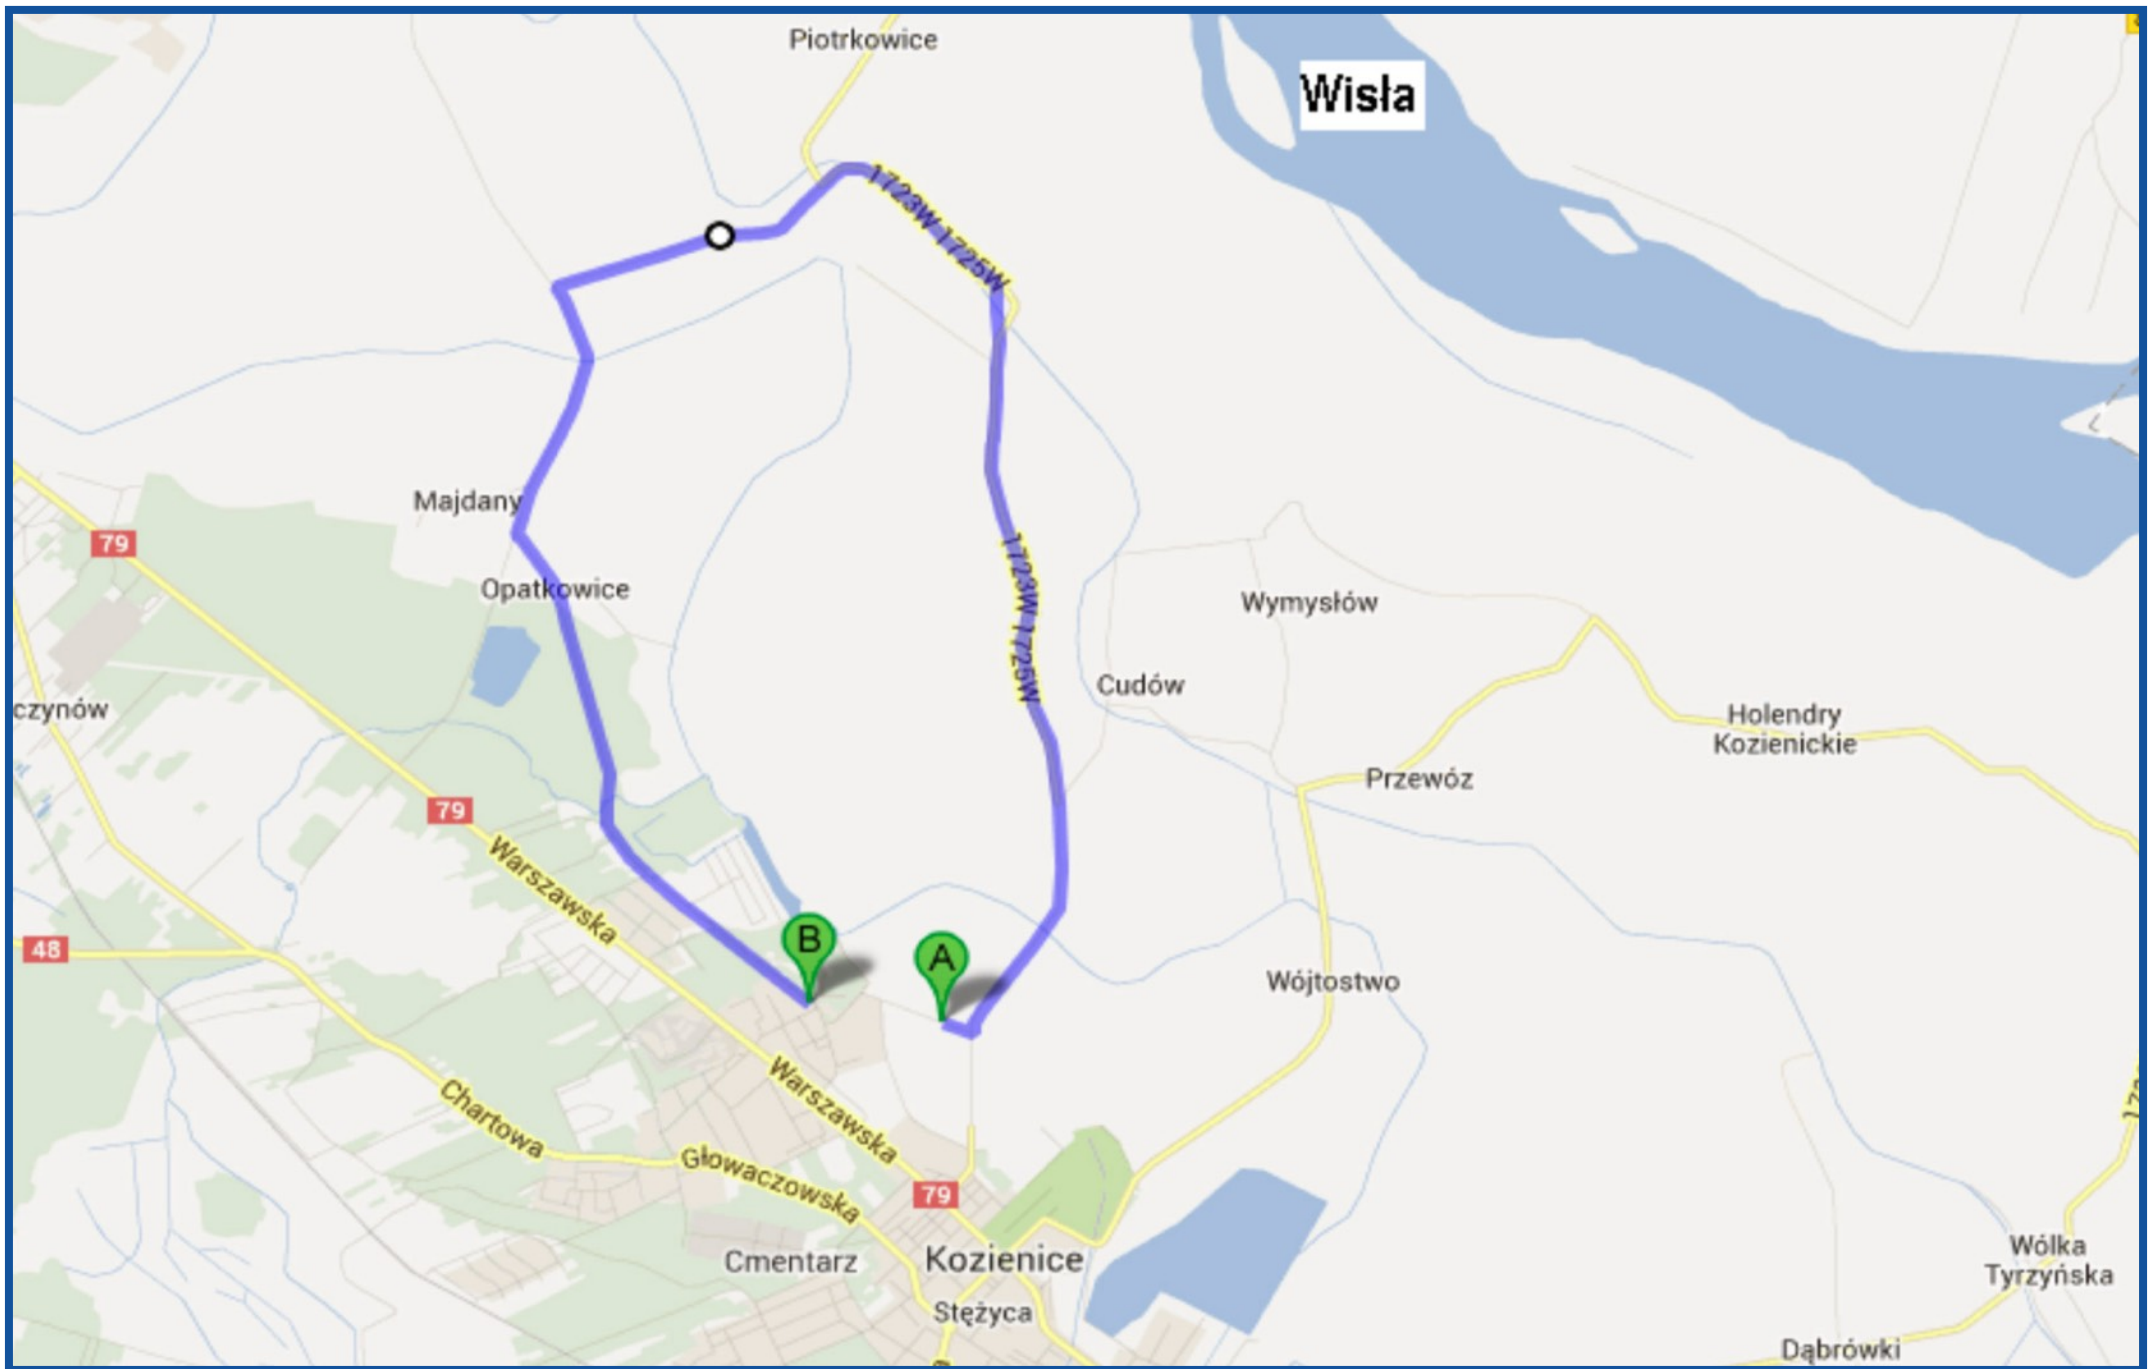 Piotrkowice
Wisła
1723W 1725W
Majdany
79
Opatkowice
1723W 1725W
Wymysłów
Cudów
czynów
Holendry
Kozienickie
Przewóz
79
Warszawska
B
A
48
Wójtostwo
Warszawska
Chartowa
Głowaczowska
79
Cmentarz
Kozienice
Stężyca
Wólka
Tyrzyńska
Dąbrówki